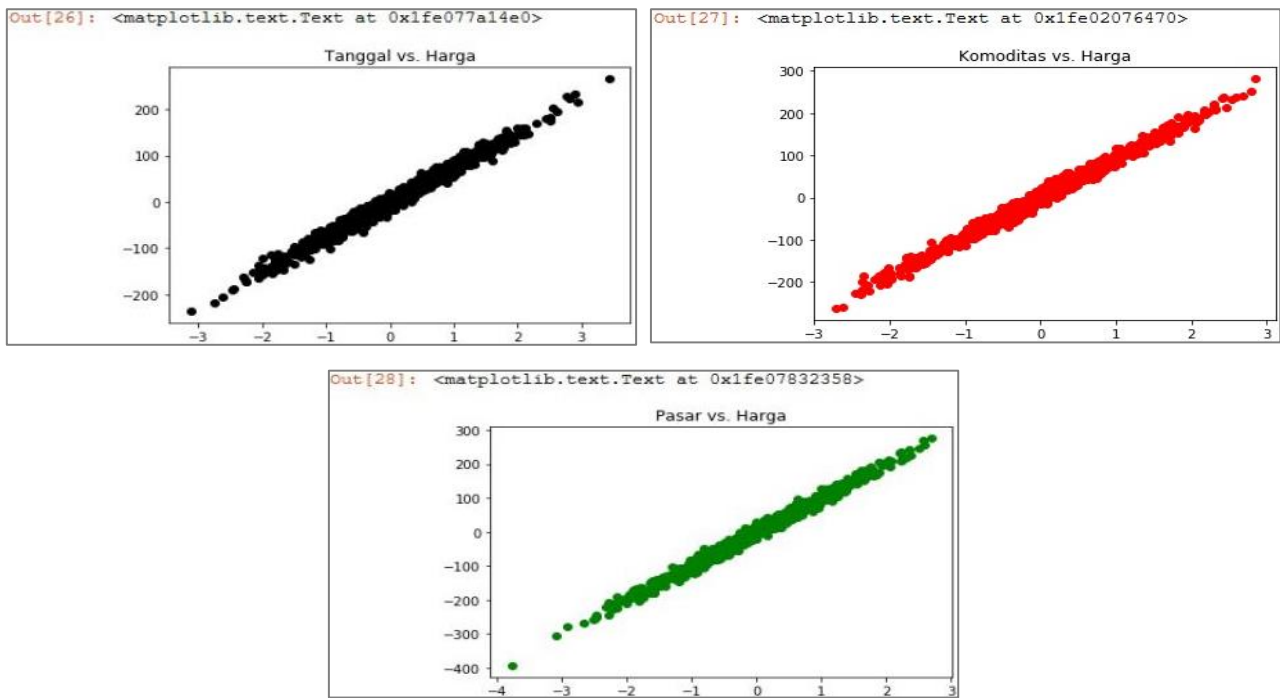 Out[26]: <matplotlib.text.Text at 0x1fe077a14e0>
Tanggal vs. Harga
200
100
0
−100
−200
−3 −2 −1 0 1 2 3
Out[27]: <matplotlib.text.Text at 0x1fe02076470>
Komoditas vs. Harga
300
200
100
0
−100
−200
−3 −2 −1 0 1 2 3
Out[28]: <matplotlib.text.Text at 0x1fe07832358>
Pasar vs. Harga
300
200
100
0
−100
−200
−300
−400
−4 −3 −2 −1 0 1 2 3